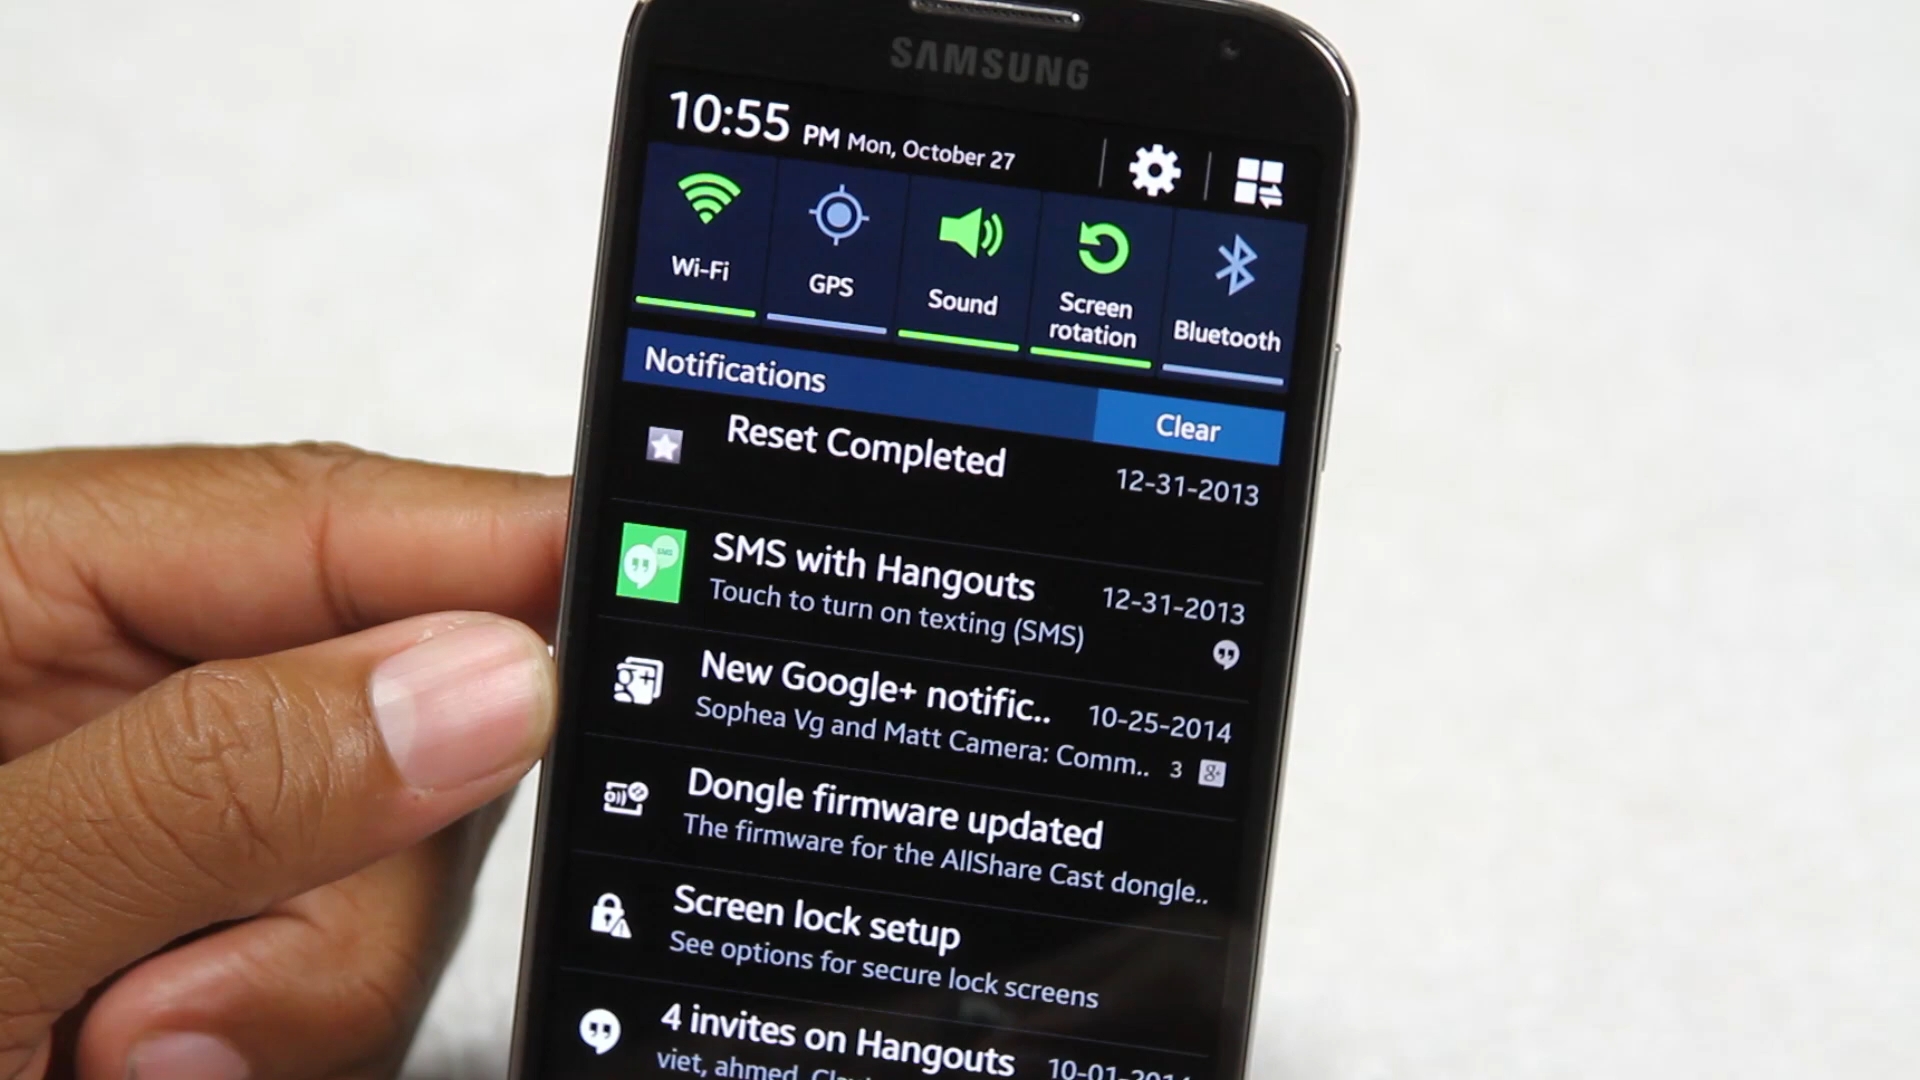 SAMSUNG
10:55 PM Mon, October 27
Wi-Fi
GPS
Sound
Screen
rotation
Bluetooth
Notifications
Clear
Reset Completed
12-31-2013
SMS with Hangouts
12-31-2013
Touch to turn on texting (SMS)
New Google+ notific..
10-25-2014
Sophea Vg and Matt Camera: Comm.. 3
Dongle firmware updated
The firmware for the AllShare Cast dongle..
Screen lock setup
See options for secure lock screens
4 invites on Hangouts
10-01-2014
viet, ahmed,